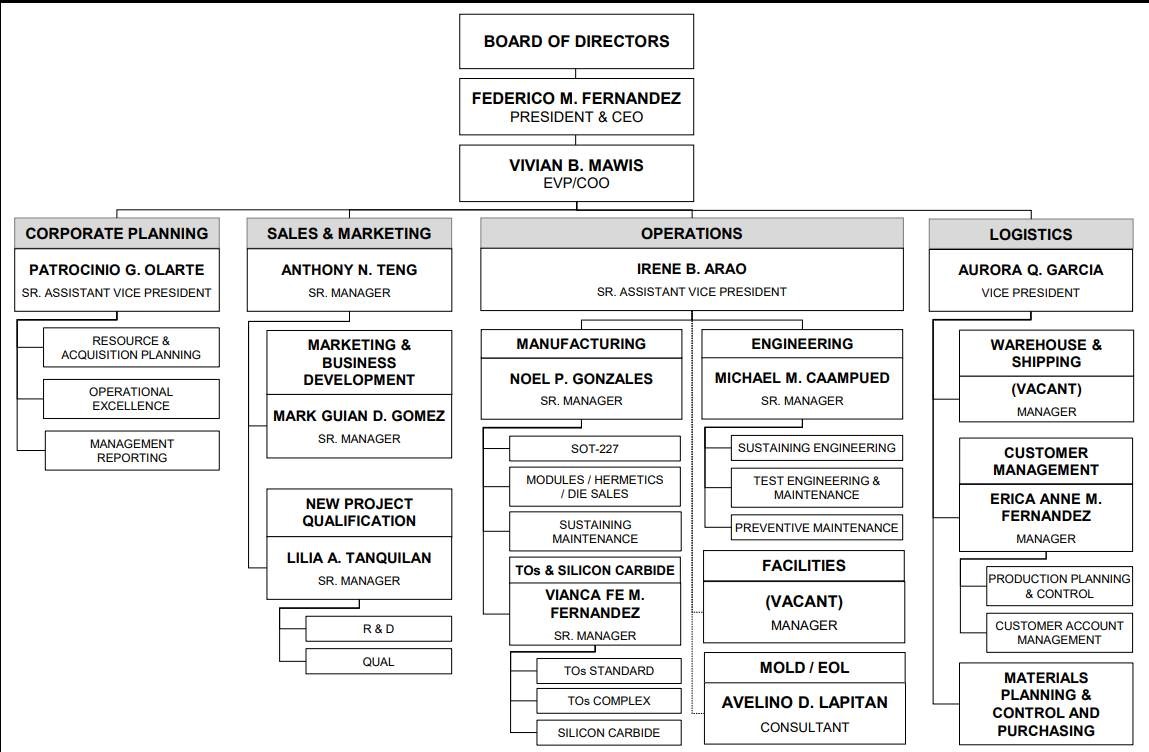 BOARD OF DIRECTORS
FEDERICO M. FERNANDEZ
PRESIDENT & CEO
VIVIAN B. MAWIS
EVP/COO
CORPORATE PLANNING
PATROCINIO G. OLARTE
SR. ASSISTANT VICE PRESIDENT
RESOURCE &
ACQUISITION PLANNING
OPERATIONAL
EXCELLENCE
MANAGEMENT
REPORTING
SALES & MARKETING
ANTHONY N. TENG
SR. MANAGER
MARKETING &
BUSINESS
DEVELOPMENT
MARK GUIAN D. GOMEZ
SR. MANAGER
NEW PROJECT
QUALIFICATION
LILIA A. TANQUILAN
SR. MANAGER
R & D
QUAL
OPERATIONS
IRENE B. ARAO
SR. ASSISTANT VICE PRESIDENT
MANUFACTURING
NOEL P. GONZALES
SR. MANAGER
SOT-227
MODULES / HERMETICS
/ DIE SALES
SUSTAINING
MAINTENANCE
TOs & SILICON CARBIDE
VIANCA FE M.
FERNANDEZ
SR. MANAGER
TOs STANDARD
TOs COMPLEX
SILICON CARBIDE
ENGINEERING
MICHAEL M. CAAMPUED
SR. MANAGER
SUSTAINING ENGINEERING
TEST ENGINEERING &
MAINTENANCE
PREVENTIVE MAINTENANCE
FACILITIES
(VACANT)
MANAGER
MOLD / EOL
AVELINO D. LAPITAN
CONSULTANT
LOGISTICS
AURORA Q. GARCIA
VICE PRESIDENT
WAREHOUSE &
SHIPPING
(VACANT)
MANAGER
CUSTOMER
MANAGEMENT
ERICA ANNE M.
FERNANDEZ
MANAGER
PRODUCTION PLANNING
& CONTROL
CUSTOMER ACCOUNT
MANAGEMENT
MATERIALS
PLANNING &
CONTROL AND
PURCHASING